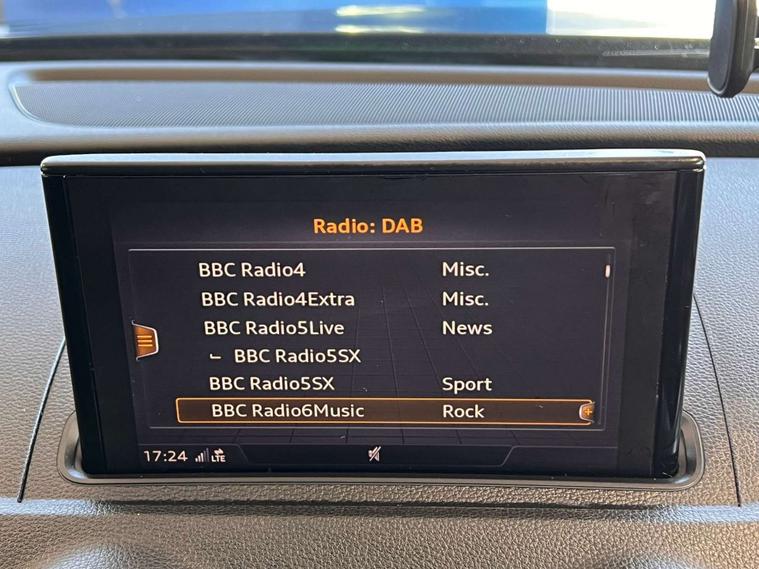 Radio: DAB
BBC Radio4 Misc.
BBC Radio4Extra Misc.
BBC Radio5Live News
BBC Radio5SX
BBC Radio5SX Sport
BBC Radio6Music Rock
17:24 LTE